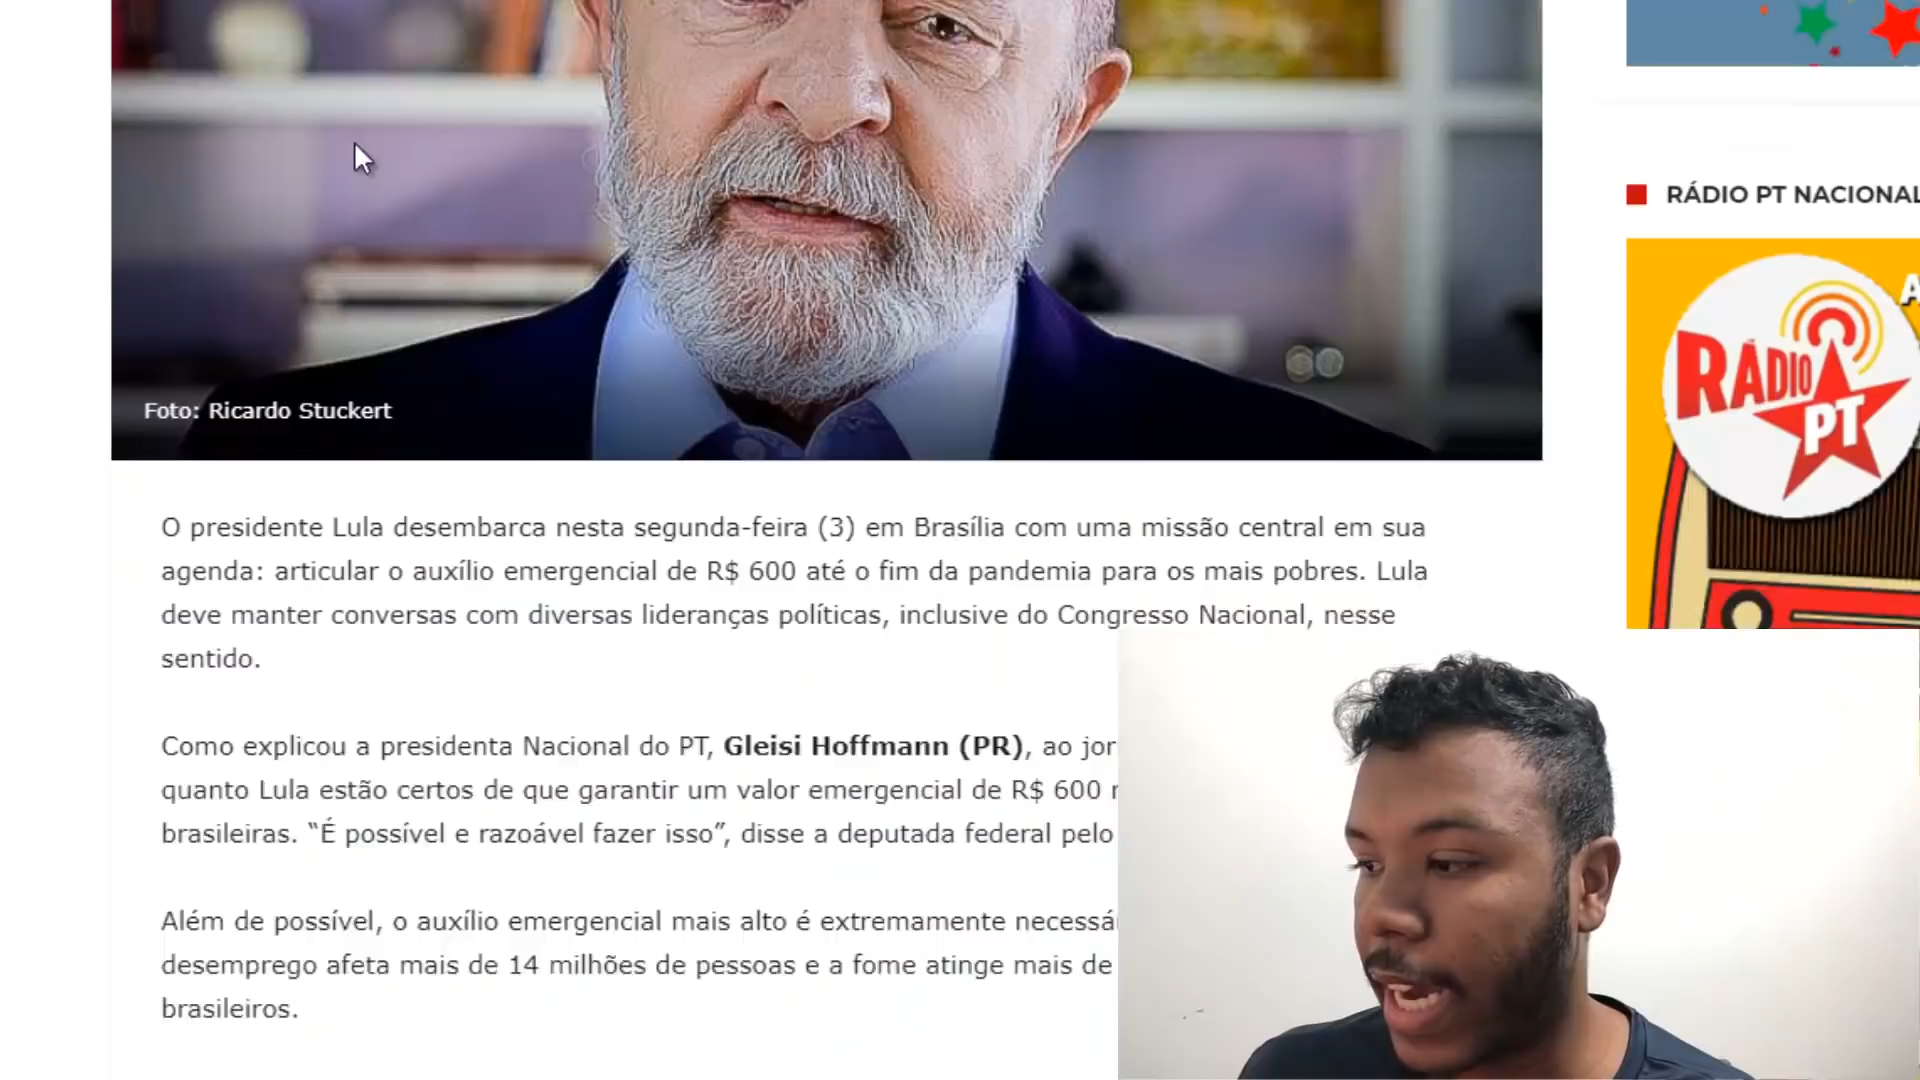 RÁDIO PT NACIONAL
A
RÁDIO
PT
Foto: Ricardo Stuckert
O presidente Lula desembarca nesta segunda-feira (3) em Brasília com uma missão central em sua
agenda: articular o auxílio emergencial de R$ 600 até o fim da pandemia para os mais pobres. Lula
deve manter conversas com diversas lideranças políticas, inclusive do Congresso Nacional, nesse
sentido.
Como explicou a presidenta Nacional do PT, Gleisi Hoffmann (PR), ao jor
quanto Lula estão certos de que garantir um valor emergencial de R$ 600
brasileiras. “É possível e razoável fazer isso”, disse a deputada federal pelo
Além de possível, o auxílio emergencial mais alto é extremamente necessá
desemprego afeta mais de 14 milhões de pessoas e a fome atinge mais de
brasileiros.